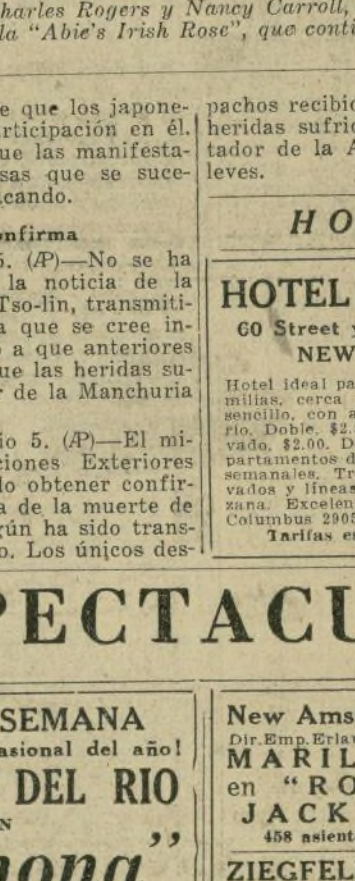 harles Rogers y Nancy Carroll,
la “Abie's Irish Rose”, que conti
e que los japone-
rticipación en él.
ue las manifesta-
sas que se suce-
cando.
nfirma
5. (AP)—No se ha
la noticia de la
Tso-lin, transmiti-
a que se cree in-
o a que anteriores
ue las heridas su-
r de la Manchuria
io 5. (AP)—El mi-
ciones Exteriores
do obtener confir-
a de la muerte de
gún ha sido trans-
o. Los únicos des-
pachos recibid
heridas sufrid
tador de la A
leves.
HO
HOTEL
60 Street y
NEW
Hotel ideal pa
milias, cerca
sencillo, con a
rio. Doble, $2.
vado, $2.00. D
partamentos d
semanales. Tr
vados y líneas
zana. Excelen
Columbus 2905
Tarifas e
PECTACU
SEMANA
asional del año!
DEL RIO
N
mona”
New Ams
Dir. Emp. Erlan
MARIL
en “RO
JACK
458 asient
ZIEGFEL